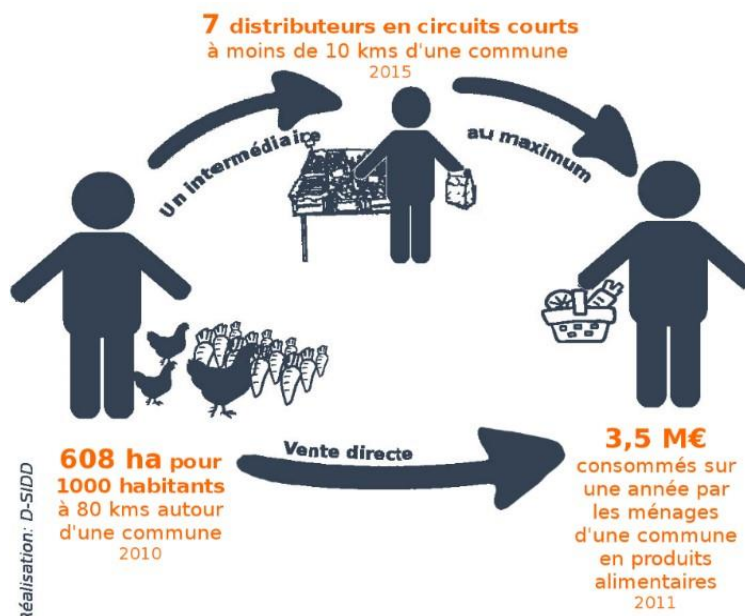 7 distributeurs en circuits courts
à moins de 10 kms d'une commune
2015
Un intermédiaire
au maximum
608 ha pour
1000 habitants
à 80 kms autour
d'une commune
2010
Vente directe
3,5 M€
consommés sur
une année par
les ménages
d'une commune
en produits
alimentaires
2011
Réalisation: D-SIDD